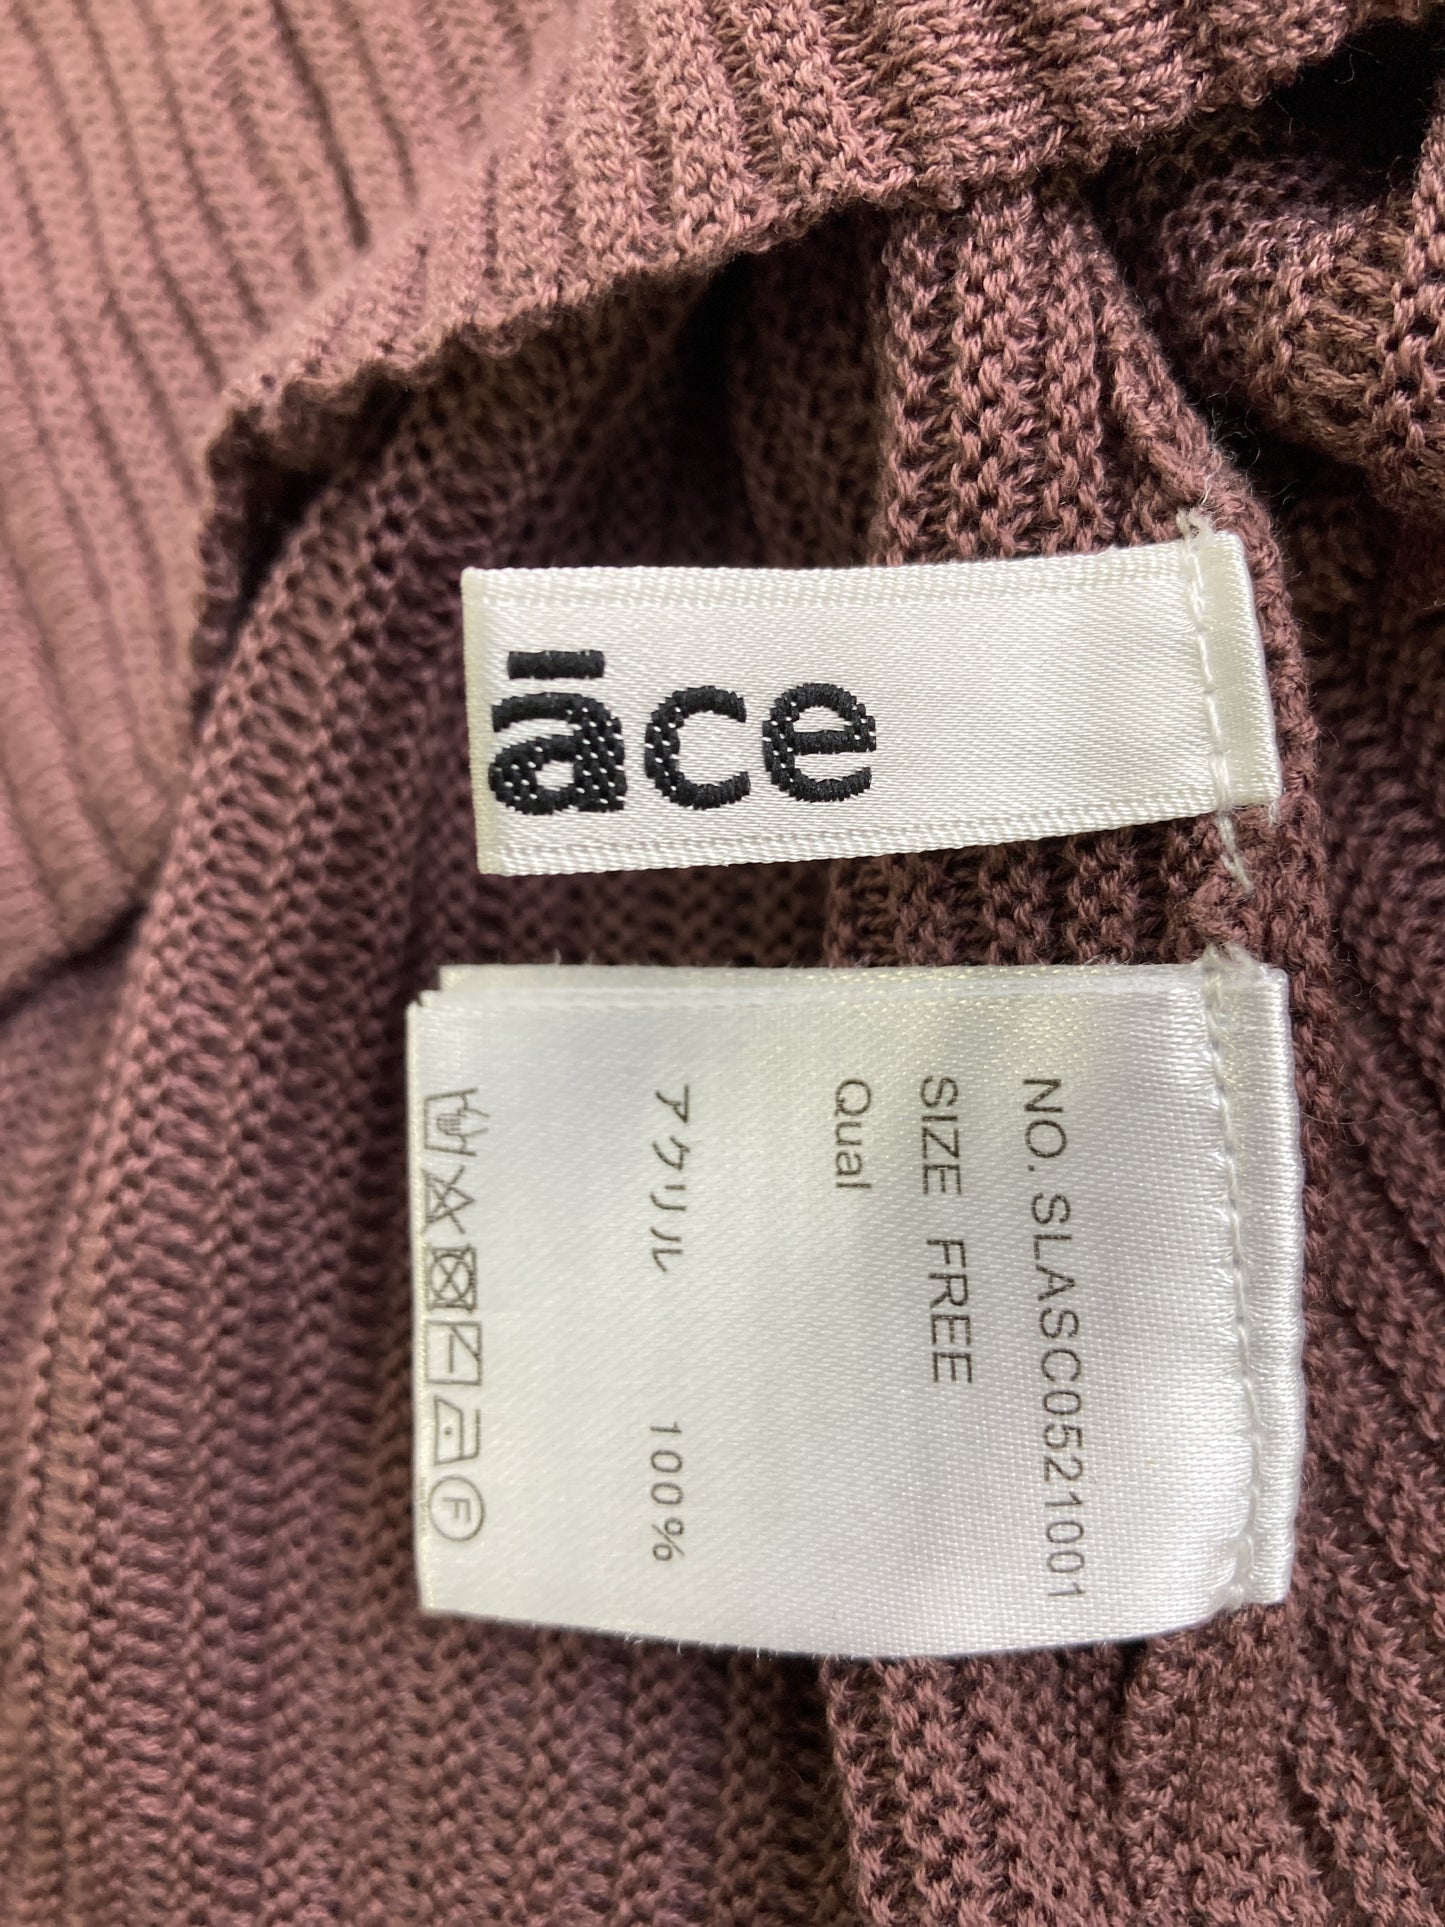 āce
NO. SLASC0521001
SIZE FREE
Qual
アクリル 100%
F